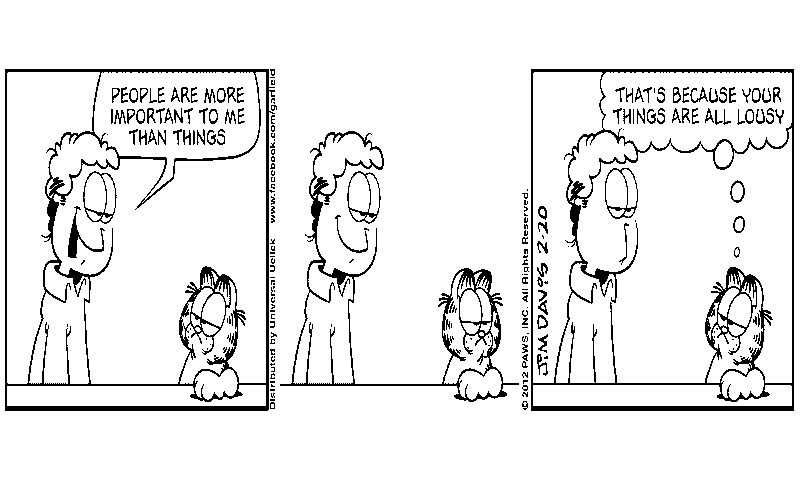 PEOPLE ARE MORE
IMPORTANT TO ME
THAN THINGS
Distributed by Universal Uclick www.facebook.com/garfield
© 2012 PAWS, INC. All Rights Reserved.
JIM DAVIS 2-20
THAT'S BECAUSE YOUR
THINGS ARE ALL LOUSY